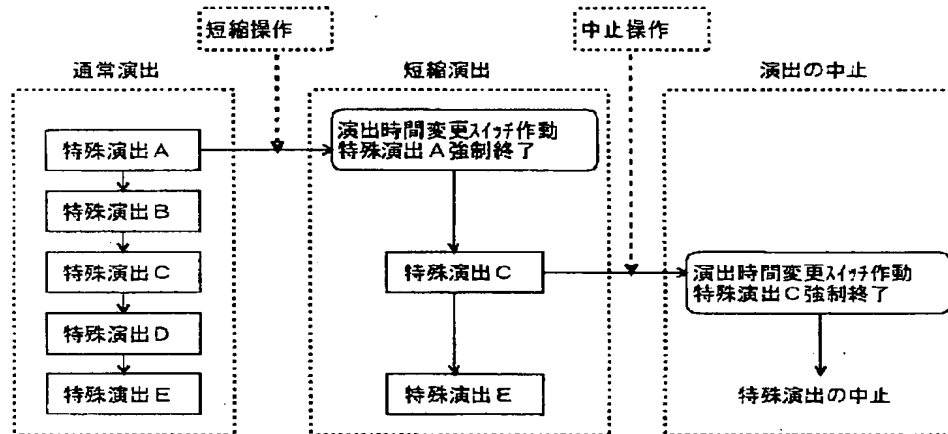 短縮操作
中止操作
通常演出
短縮演出
演出の中止
特殊演出A
特殊演出B
特殊演出C
特殊演出D
特殊演出E
演出時間変更ｽｲｯﾁ作動
特殊演出A強制終了
特殊演出C
特殊演出E
演出時間変更ｽｲｯﾁ作動
特殊演出C強制終了
特殊演出の中止